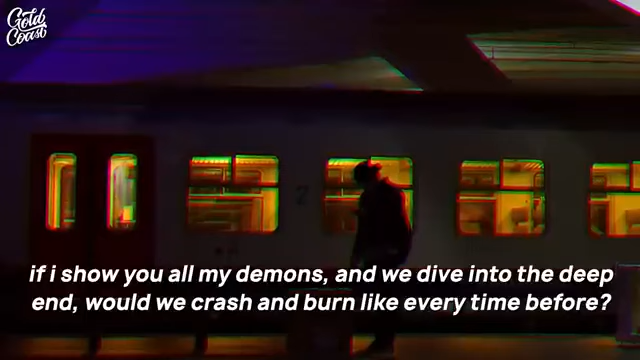 Gold
Coast
if i show you all my demons, and we dive into the deep
end, would we crash and burn like every time before?